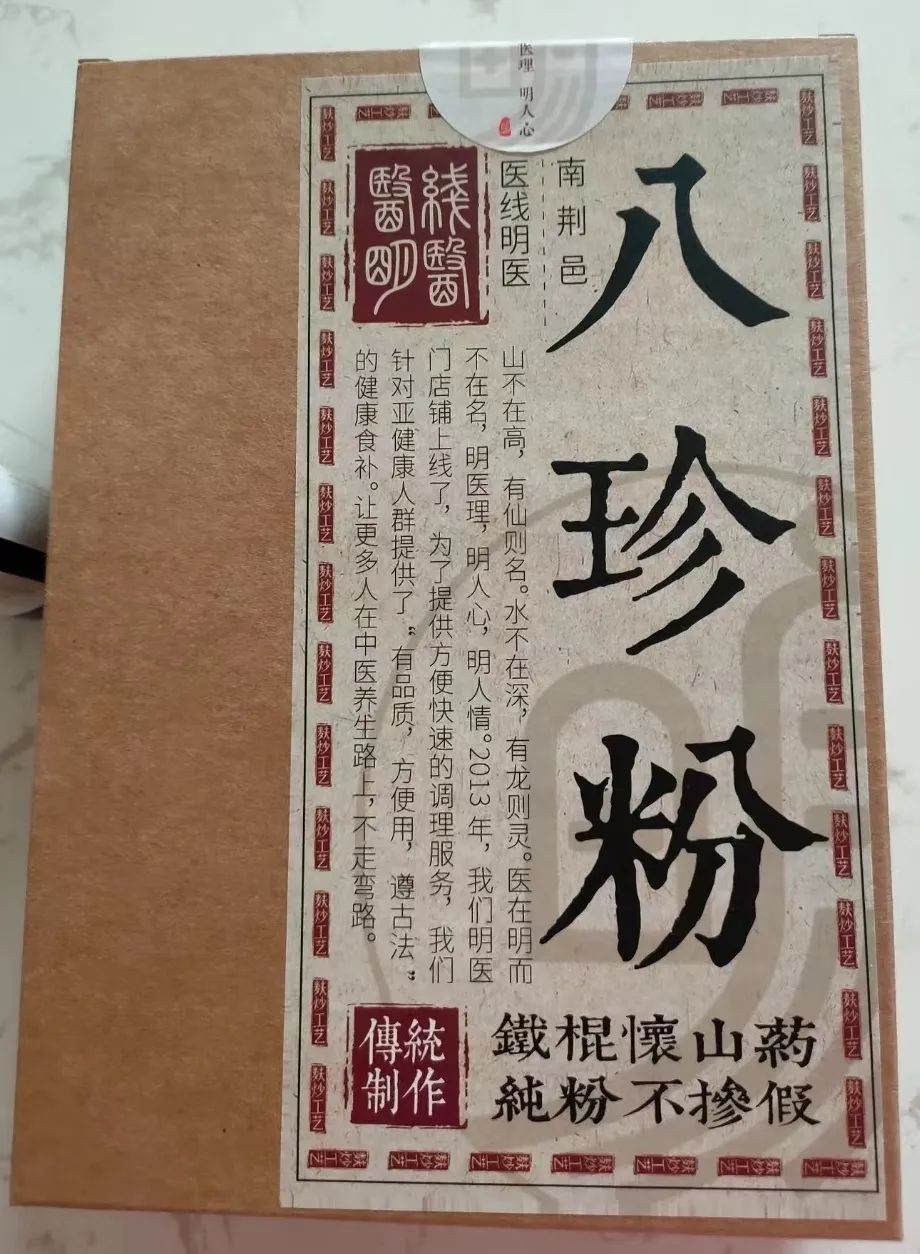 医理 明人心
八珍粉
南荆邑
医线明医
线医
医明
山不在高，有仙则名。水不在深，有龙则灵。医在明而
不在名，明医理，明人心，明人情。2013年，我们明医
门店铺上线了，为了提供方便快速的调理服务，我们
针对亚健康人群提供了“有品质，方便用，遵古法”
的健康食补。让更多人在中医养生路上，不走弯路。
傳統
制作
鐵棍懷山藥
純粉不摻假
麸炒工艺